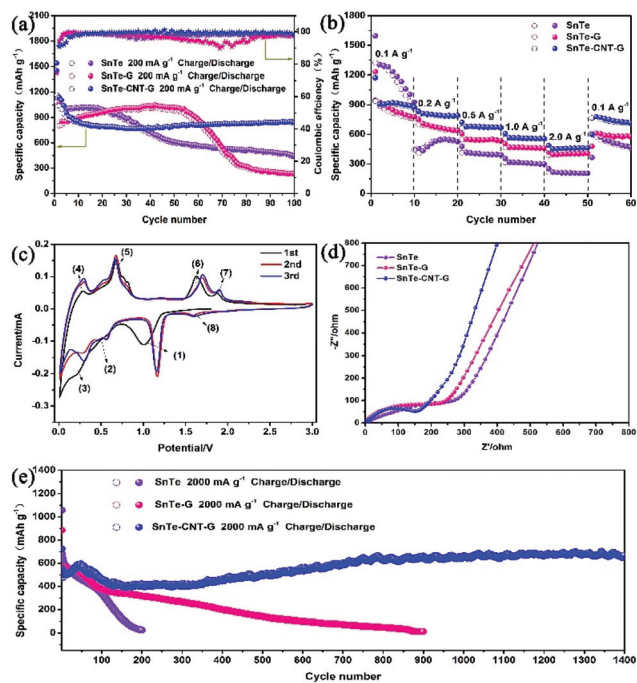 (a)
2100
1800
1500
1200
900
600
300
0
Specific capacity (mAh g⁻¹)
100
80
60
40
20
0
Coulombic efficiency (%)
SnTe 200 mA g⁻¹ Charge/Discharge
SnTe-G 200 mA g⁻¹ Charge/Discharge
SnTe-CNT-G 200 mA g⁻¹ Charge/Discharge
0 10 20 30 40 50 60 70 80 90 100
Cycle number
(b)
1800
1500
1200
900
600
300
0
Specific capacity (mAh g⁻¹)
SnTe
SnTe-G
SnTe-CNT-G
0.1 A g⁻¹
0.2 A g⁻¹
0.5 A g⁻¹
1.0 A g⁻¹
2.0 A g⁻¹
0.1 A g⁻¹
0 10 20 30 40 50 60
Cycle number
(c)
0.2
0.1
0.0
-0.1
-0.2
-0.3
Current/mA
1st
2nd
3rd
(4)
(5)
(6)
(7)
(8)
(1)
(2)
(3)
0.0 0.5 1.0 1.5 2.0 2.5 3.0
Potential/V
(d)
800
700
600
500
400
300
200
100
0
-Z''/ohm
SnTe
SnTe-G
SnTe-CNT-G
0 100 200 300 400 500 600 700 800
Z'/ohm
(e)
1400
1200
1000
800
600
400
200
0
Specific capacity (mAh g⁻¹)
SnTe 2000 mA g⁻¹ Charge/Discharge
SnTe-G 2000 mA g⁻¹ Charge/Discharge
SnTe-CNT-G 2000 mA g⁻¹ Charge/Discharge
100 200 300 400 500 600 700 800 900 1000 1100 1200 1300 1400
Cycle number